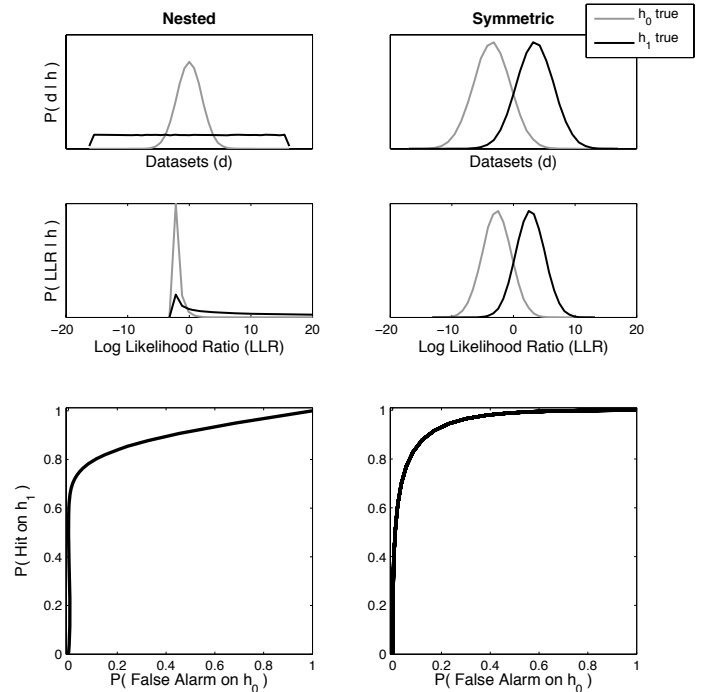 Nested
Symmetric
h0 true
h1 true
P( d | h )
Datasets (d)
Datasets (d)
P( LLR | h )
−20 −10 0 10 20
−20 −10 0 10 20
Log Likelihood Ratio (LLR)
Log Likelihood Ratio (LLR)
P( Hit on h1 )
1
0.8
0.6
0.4
0.2
0
0 0.2 0.4 0.6 0.8 1
P( False Alarm on h0 )
1
0.8
0.6
0.4
0.2
0
0 0.2 0.4 0.6 0.8 1
P( False Alarm on h0 )